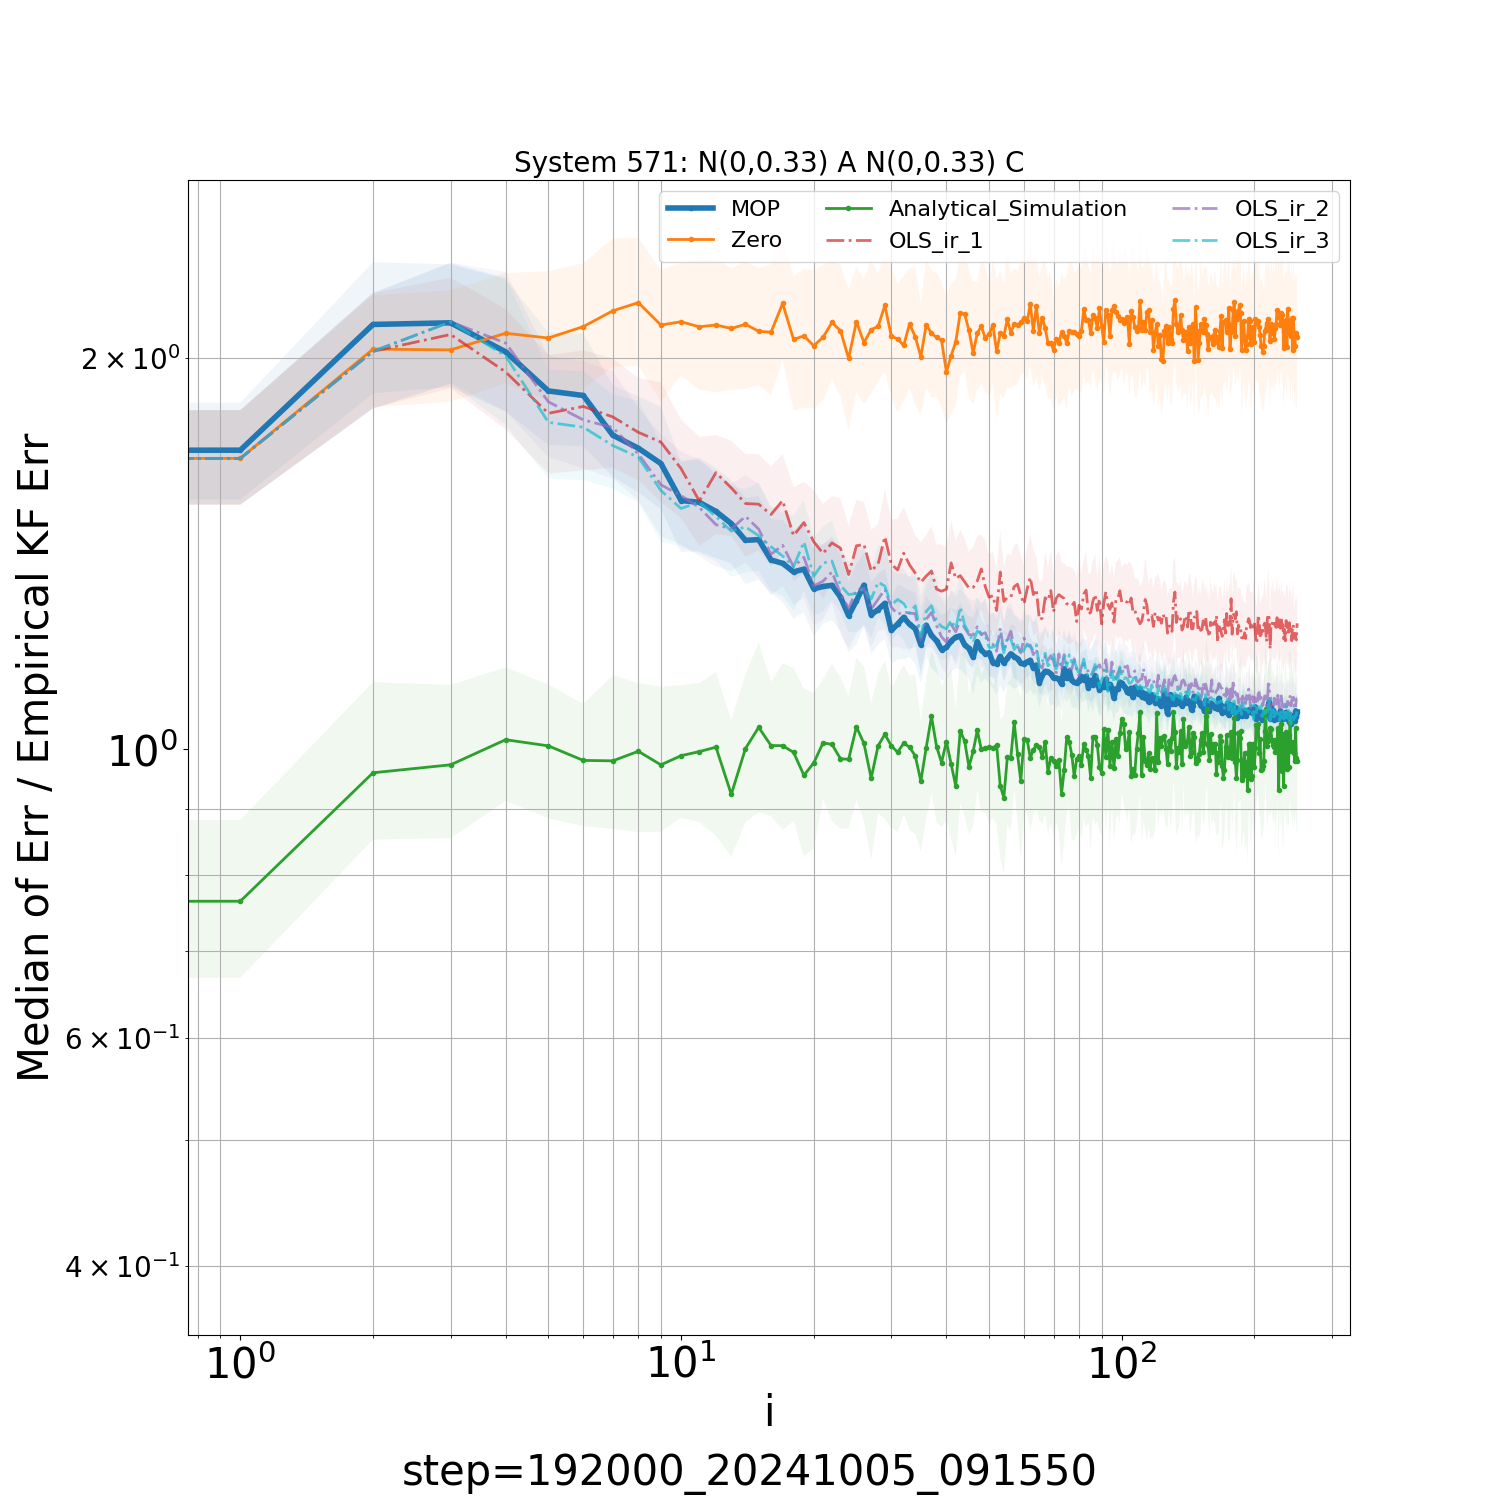 System 571: N(0,0.33) A N(0,0.33) C
MOP
Zero
Analytical_Simulation
OLS_ir_1
OLS_ir_2
OLS_ir_3
Median of Err / Empirical KF Err
2 × 10⁰
10⁰
6 × 10⁻¹
4 × 10⁻¹
10⁰
10¹
10²
i
step=192000_20241005_091550